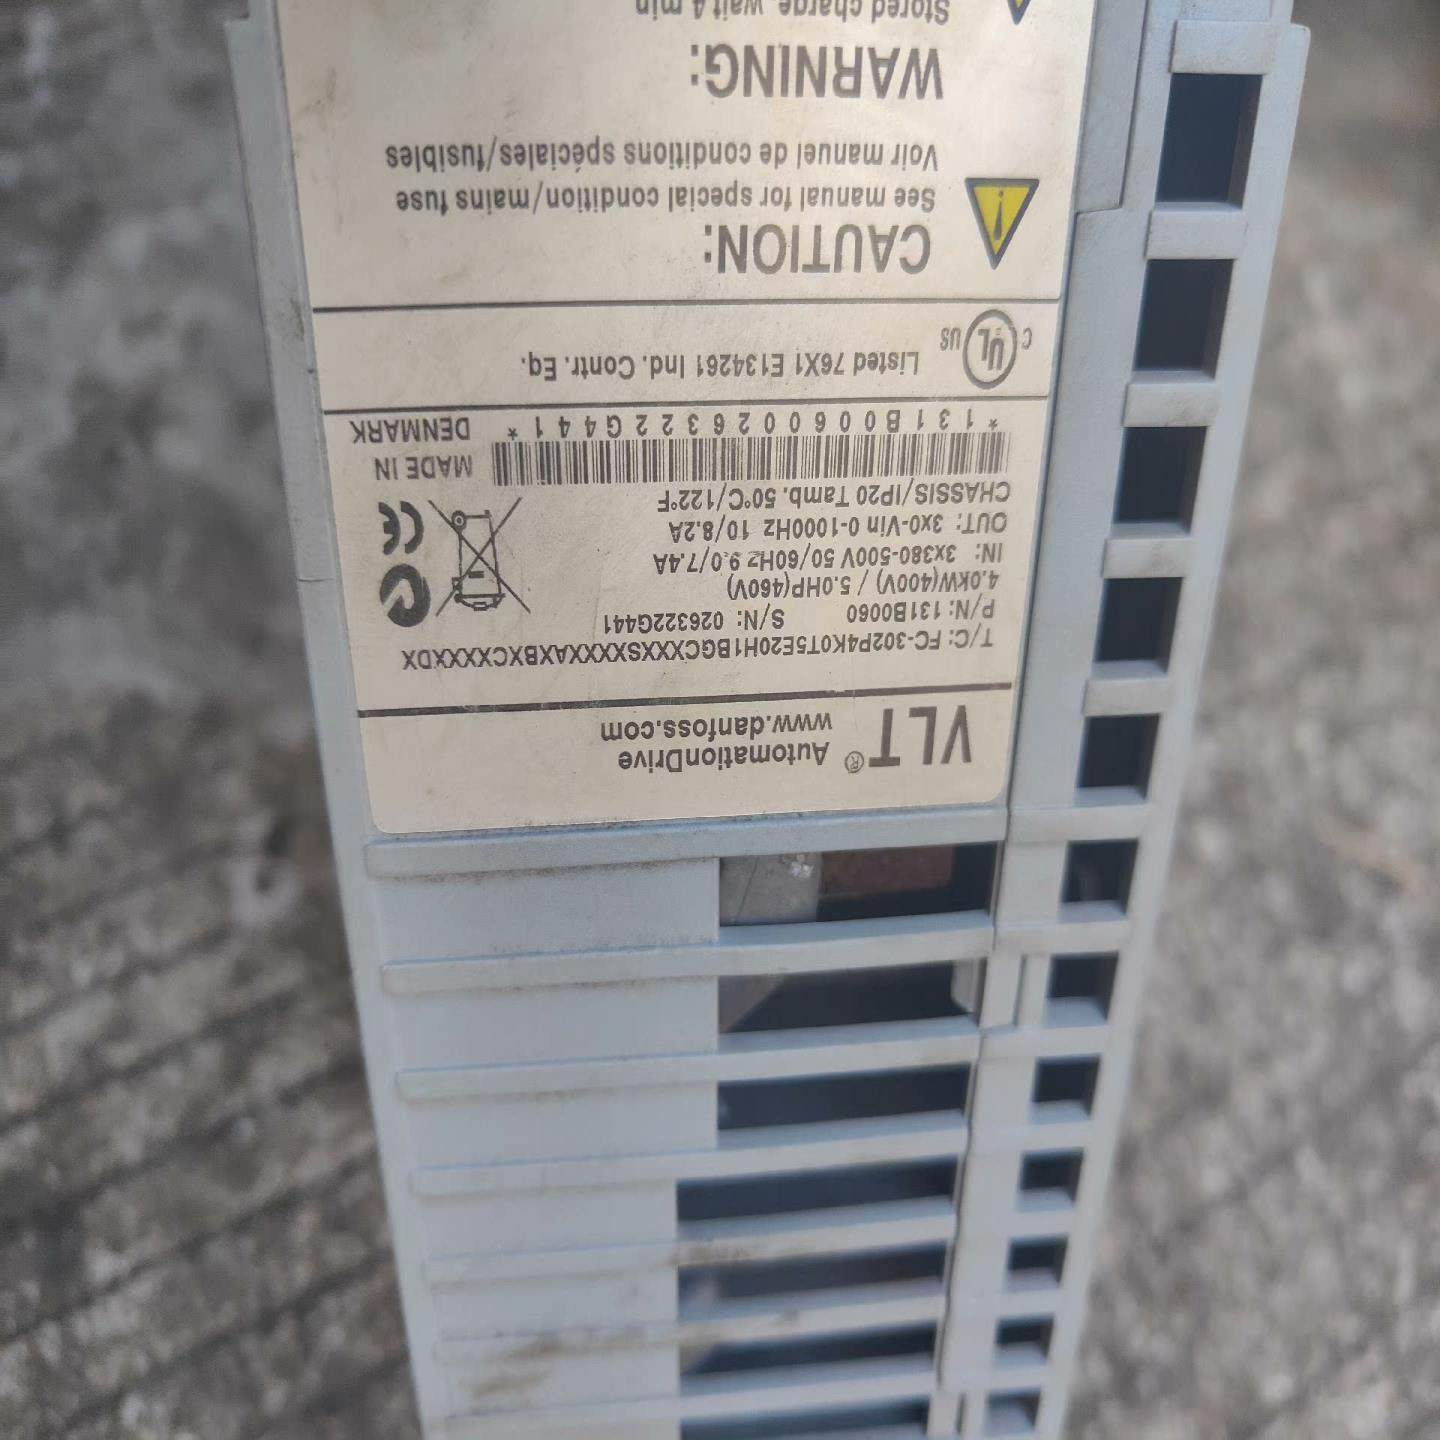 VLT® AutomationDrive
www.danfoss.com
T/C: FC-302P4K0T5E20H1BGCXXXSXXXXAXBXCXXXXDX
P/N: 131B0060 S/N: 026322G441
4.0kW(400V) / 5.0HP(460V)
IN: 3x380-500V 50/60Hz 9.0/7.4A
OUT: 3x0-Vin 0-1000Hz 10/8.2A
CHASSIS/IP20 Tamb. 50°C/122°F
MADE IN
*131B0060026322G441* DENMARK
C UL US Listed 76X1 E134261 Ind. Contr. Eq.
CAUTION:
See manual for special condition/mains fuse
Voir manuel de conditions spéciales/fusibles
WARNING:
Stored charge, wait 4 min